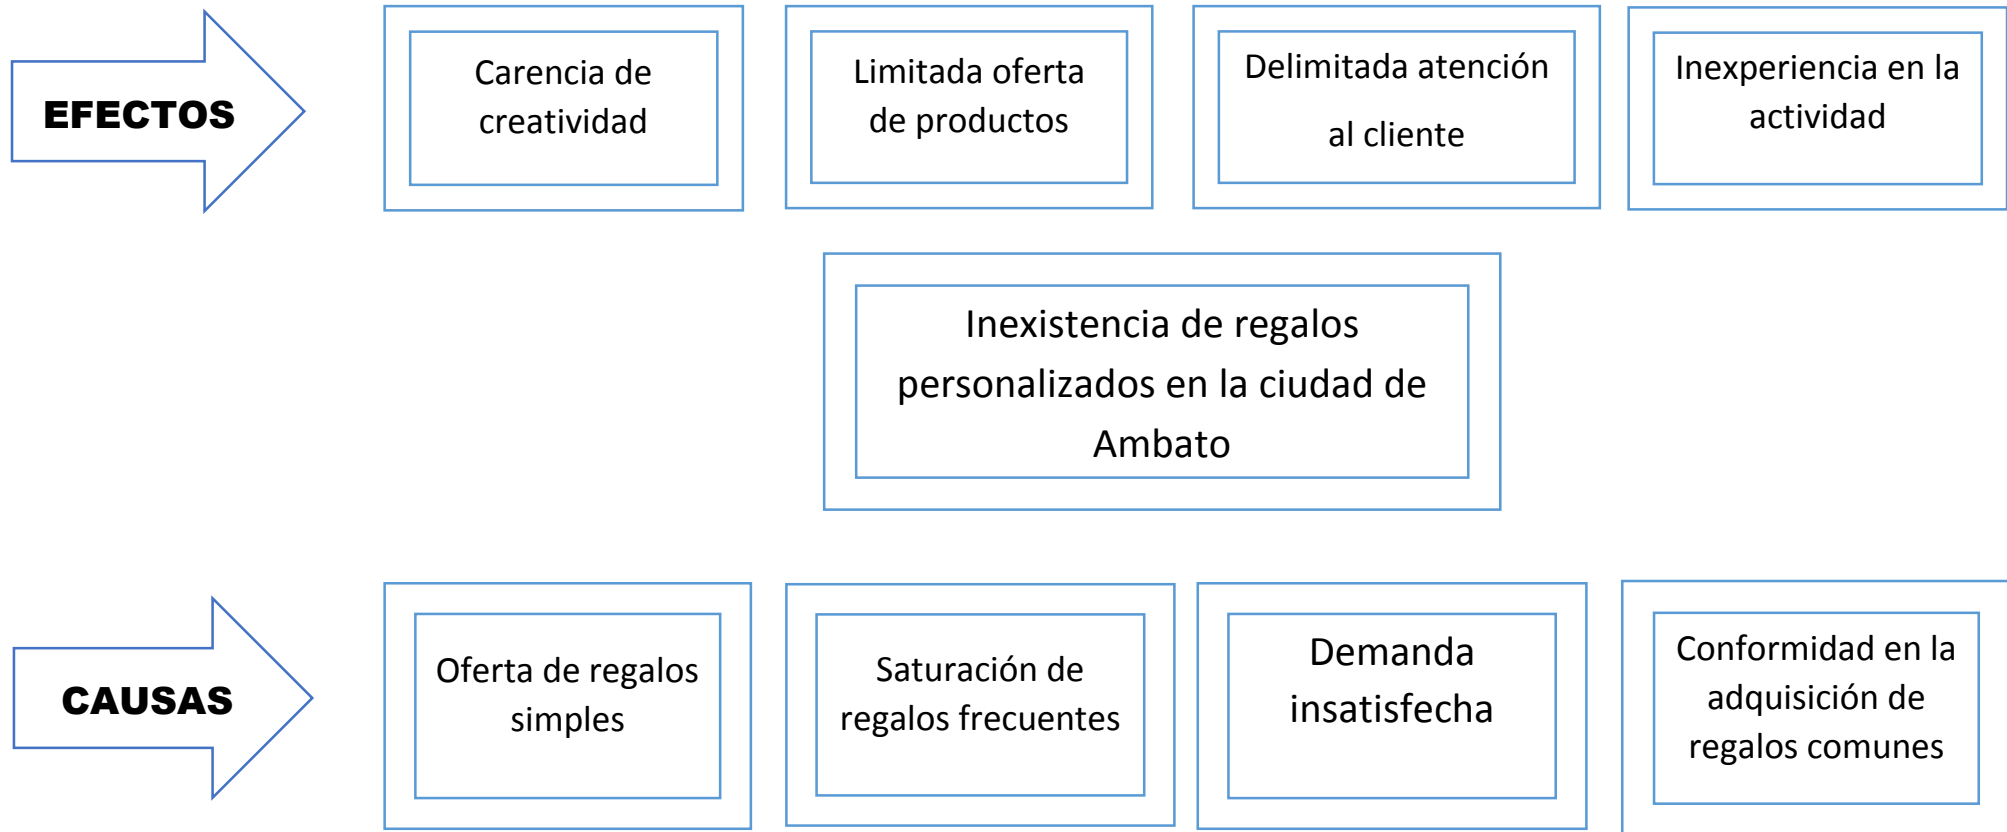 EFECTOS
Carencia de
creatividad
Limitada oferta
de productos
Delimitada atención
al cliente
Inexperiencia en la
actividad
Inexistencia de regalos
personalizados en la ciudad de
Ambato
CAUSAS
Oferta de regalos
simples
Saturación de
regalos frecuentes
Demanda
insatisfecha
Conformidad en la
adquisición de
regalos comunes